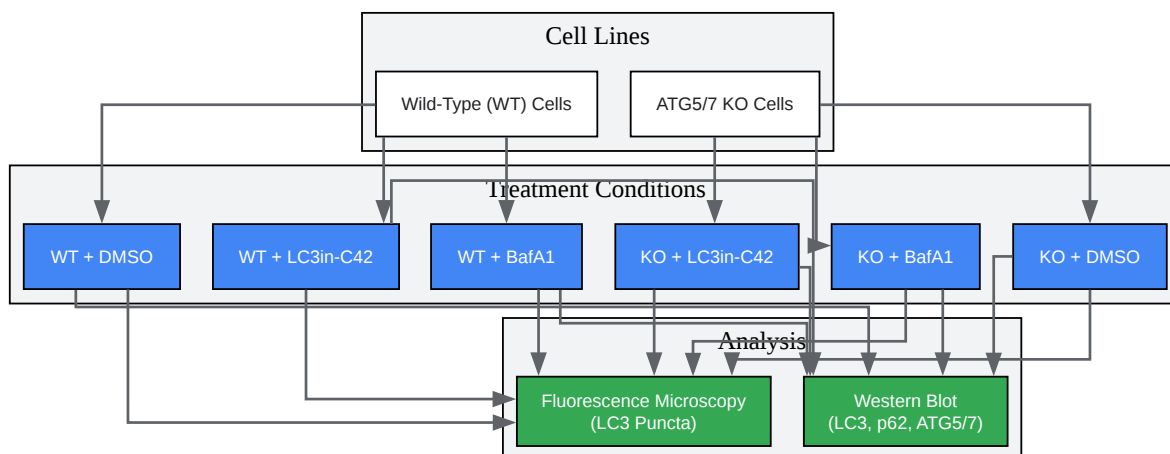 Cell Lines
Wild-Type (WT) Cells
ATG5/7 KO Cells
Treatment Conditions
WT + DMSO
WT + LC3in-C42
WT + BafA1
KO + LC3in-C42
KO + BafA1
KO + DMSO
Analysis
Fluorescence Microscopy
(LC3 Puncta)
Western Blot
(LC3, p62, ATG5/7)